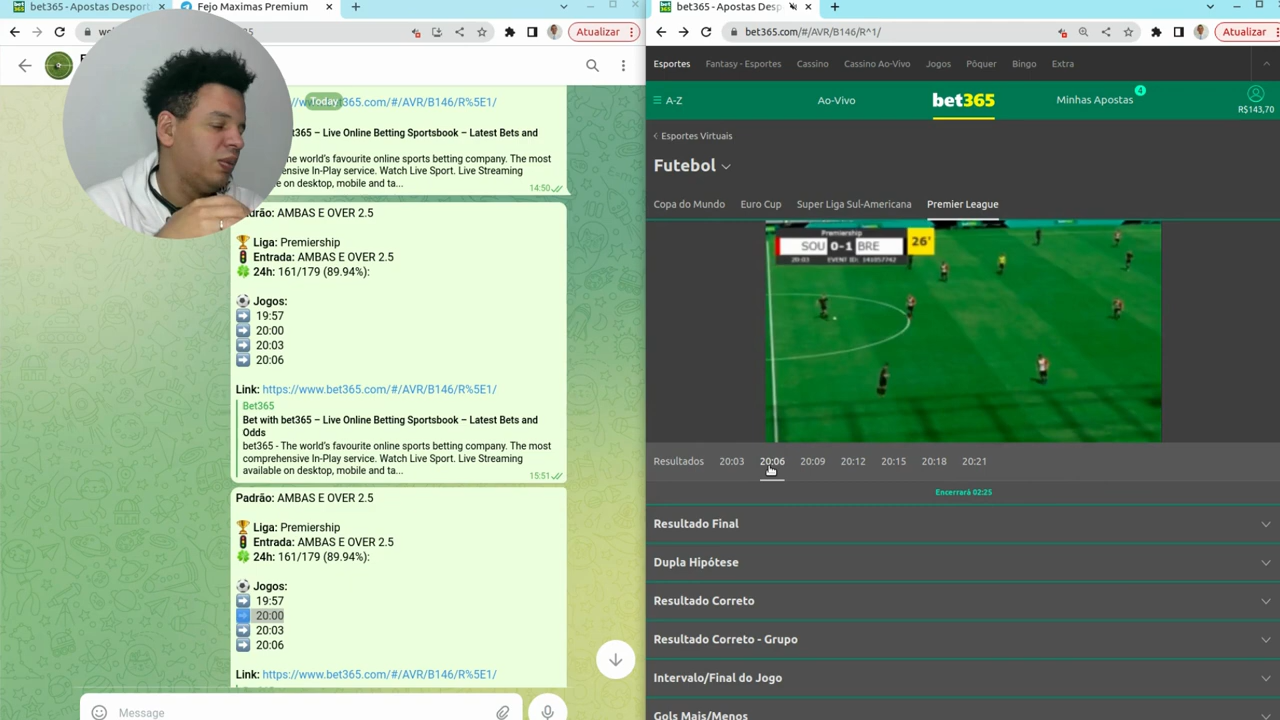 bet365 - Apostas Desport
Fejo Maximas Premium
Atualizar
Today
365.com/#/AVR/B146/R%5E1/
et365 – Live Online Betting Sportsbook – Latest Bets and
he world's favourite online sports betting company. The most
ensive In-Play service. Watch Live Sport. Live Streaming
e on desktop, mobile and ta...
14:50
drão: AMBAS E OVER 2.5
Liga: Premiership
Entrada: AMBAS E OVER 2.5
24h: 161/179 (89.94%):
Jogos:
19:57
20:00
20:03
20:06
Link: https://www.bet365.com/#/AVR/B146/R%5E1/
Bet365
Bet with bet365 – Live Online Betting Sportsbook – Latest Bets and
Odds
bet365 - The world's favourite online sports betting company. The most
comprehensive In-Play service. Watch Live Sport. Live Streaming
available on desktop, mobile and ta...
15:51
Padrão: AMBAS E OVER 2.5
Liga: Premiership
Entrada: AMBAS E OVER 2.5
24h: 161/179 (89.94%):
Jogos:
19:57
20:00
20:03
20:06
Link: https://www.bet365.com/#/AVR/B146/R%5E1/
Message
bet365 - Apostas Desp
bet365.com/#/AVR/B146/R^1/
Atualizar
Esportes Fantasy - Esportes Cassino Cassino Ao-Vivo Jogos Pôquer Bingo Extra
A-Z Ao-Vivo bet365 Minhas Apostas 4 R$143,70
Esportes Virtuais
Futebol
Copa do Mundo Euro Cup Super Liga Sul-Americana Premier League
Premiership
SOU 0-1 BRE 26'
20:03 EVENT ID: 141057742
Resultados 20:03 20:06 20:09 20:12 20:15 20:18 20:21
Encerrará 02:25
Resultado Final
Dupla Hipótese
Resultado Correto
Resultado Correto - Grupo
Intervalo/Final do Jogo
Gols Mais/Menos